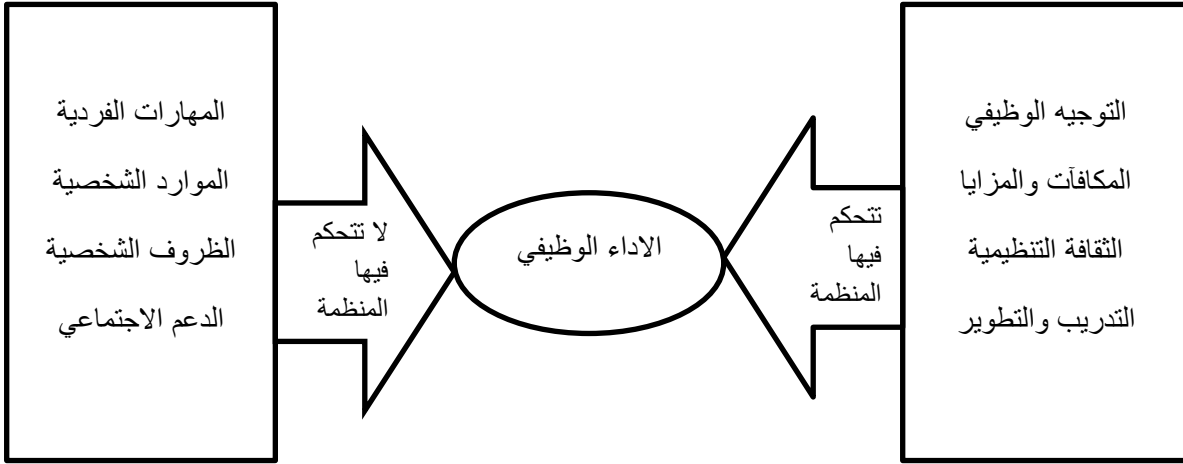 التوجيه الوظيفي
المكافآت والمزايا
الثقافة التنظيمية
التدريب والتطوير
تتحكم
فيها
المنظمة
الاداء الوظيفي
لا تتحكم
فيها
المنظمة
المهارات الفردية
الموارد الشخصية
الظروف الشخصية
الدعم الاجتماعي